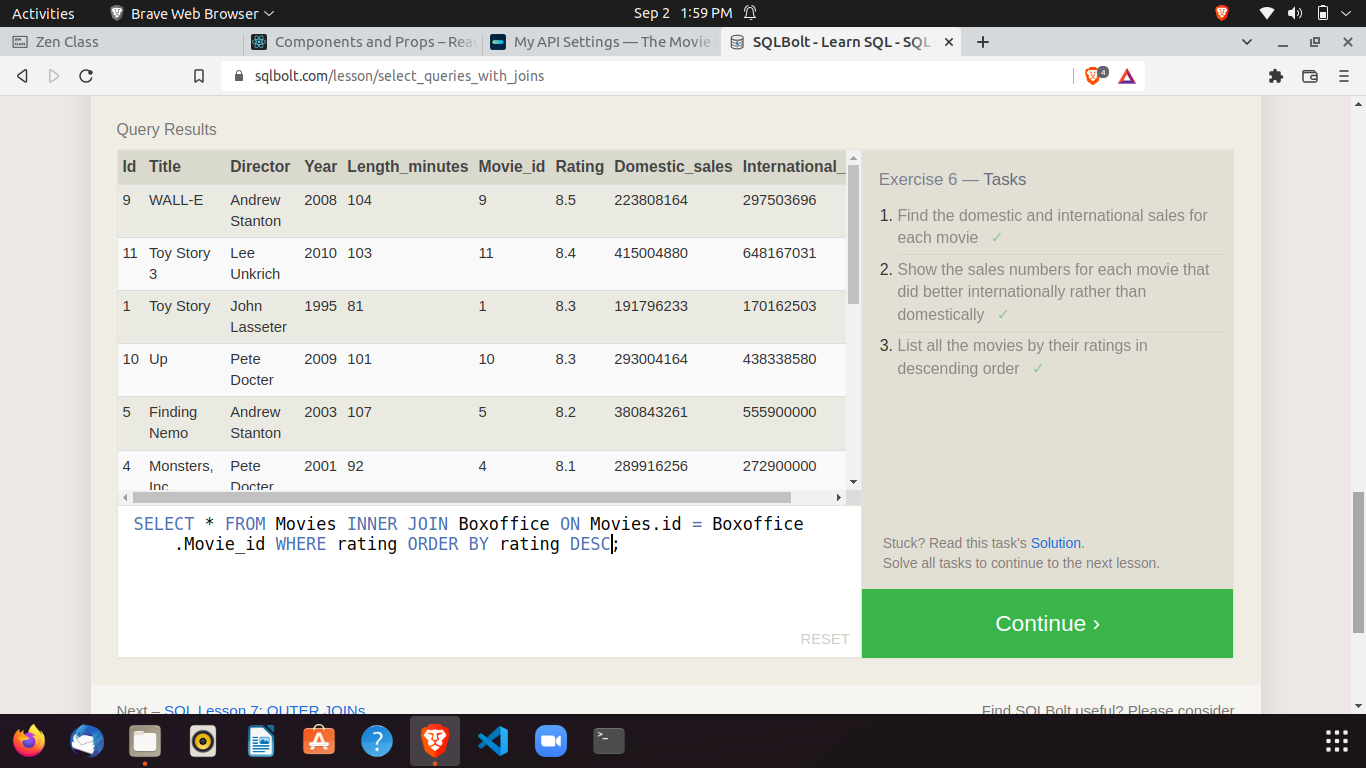 Activities Brave Web Browser Sep 2 1:59 PM
Zen Class Components and Props – Rea My API Settings — The Movie SQLBolt - Learn SQL - SQL
sqlbolt.com/lesson/select_queries_with_joins 4
Query Results
Id Title Director Year Length_minutes Movie_id Rating Domestic_sales International_
9 WALL-E Andrew Stanton 2008 104 9 8.5 223808164 297503696
11 Toy Story 3 Lee Unkrich 2010 103 11 8.4 415004880 648167031
1 Toy Story John Lasseter 1995 81 1 8.3 191796233 170162503
10 Up Pete Docter 2009 101 10 8.3 293004164 438338580
5 Finding Nemo Andrew Stanton 2003 107 5 8.2 380843261 555900000
4 Monsters, Inc. Pete Docter 2001 92 4 8.1 289916256 272900000
SELECT * FROM Movies INNER JOIN Boxoffice ON Movies.id = Boxoffice
.Movie_id WHERE rating ORDER BY rating DESC;
RESET
Exercise 6 — Tasks
1. Find the domestic and international sales for
each movie ✓
2. Show the sales numbers for each movie that
did better internationally rather than
domestically ✓
3. List all the movies by their ratings in
descending order ✓
Stuck? Read this task's Solution.
Solve all tasks to continue to the next lesson.
Continue ›
Next – SQL Lesson 7: OUTER JOINs
Find SQLBolt useful? Please consider